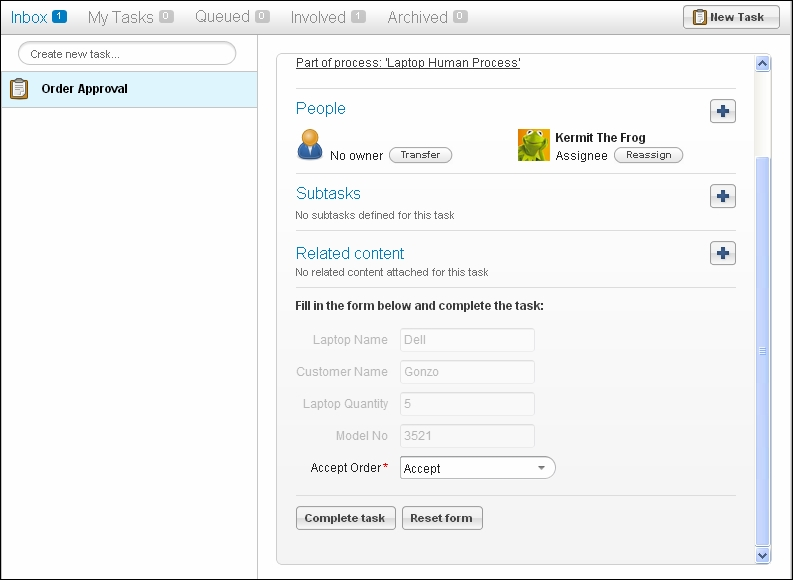 Inbox 1 My Tasks 0 Queued 0 Involved 1 Archived 0 New Task
Create new task...
Order Approval
Part of process: 'Laptop Human Process'
People
No owner Transfer
Kermit The Frog
Assignee Reassign
Subtasks
No subtasks defined for this task
Related content
No related content attached for this task
Fill in the form below and complete the task:
Laptop Name Dell
Customer Name Gonzo
Laptop Quantity 5
Model No 3521
Accept Order* Accept
Complete task Reset form